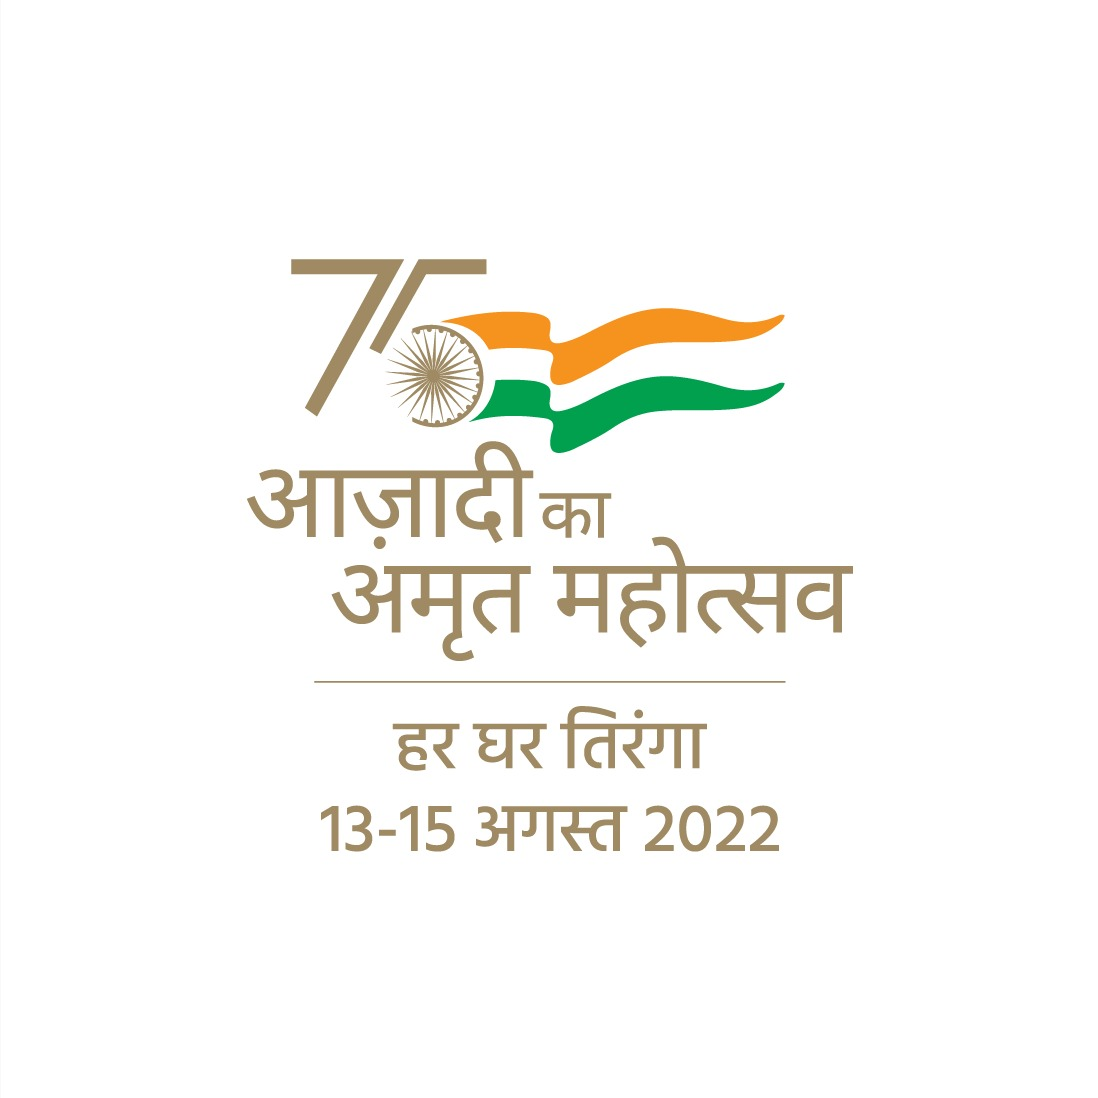 75
आज़ादी का
अमृत महोत्सव
हर घर तिरंगा
13-15 अगस्त 2022